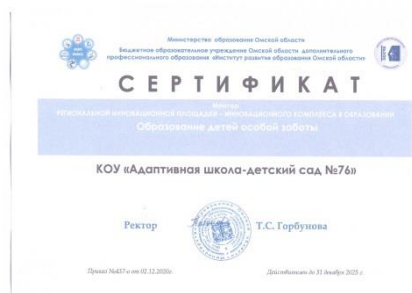 Министерство образования Омской области
Бюджетное образовательное учреждение Омской области дополнительного
профессионального образования «Институт развития образования Омской области»
СЕРТИФИКАТ
РЕГИОНАЛЬНОЙ ИННОВАЦИОННОЙ ПЛОЩАДКИ – ИННОВАЦИОННОГО КОМПЛЕКСА В ОБРАЗОВАНИИ
Образование детей особой заботы
КОУ «Адаптивная школа-детский сад №76»
Ректор
Т.С. Горбунова
Приказ от 02.12.2020г.
Действителен до 31 декабря 2025 г.